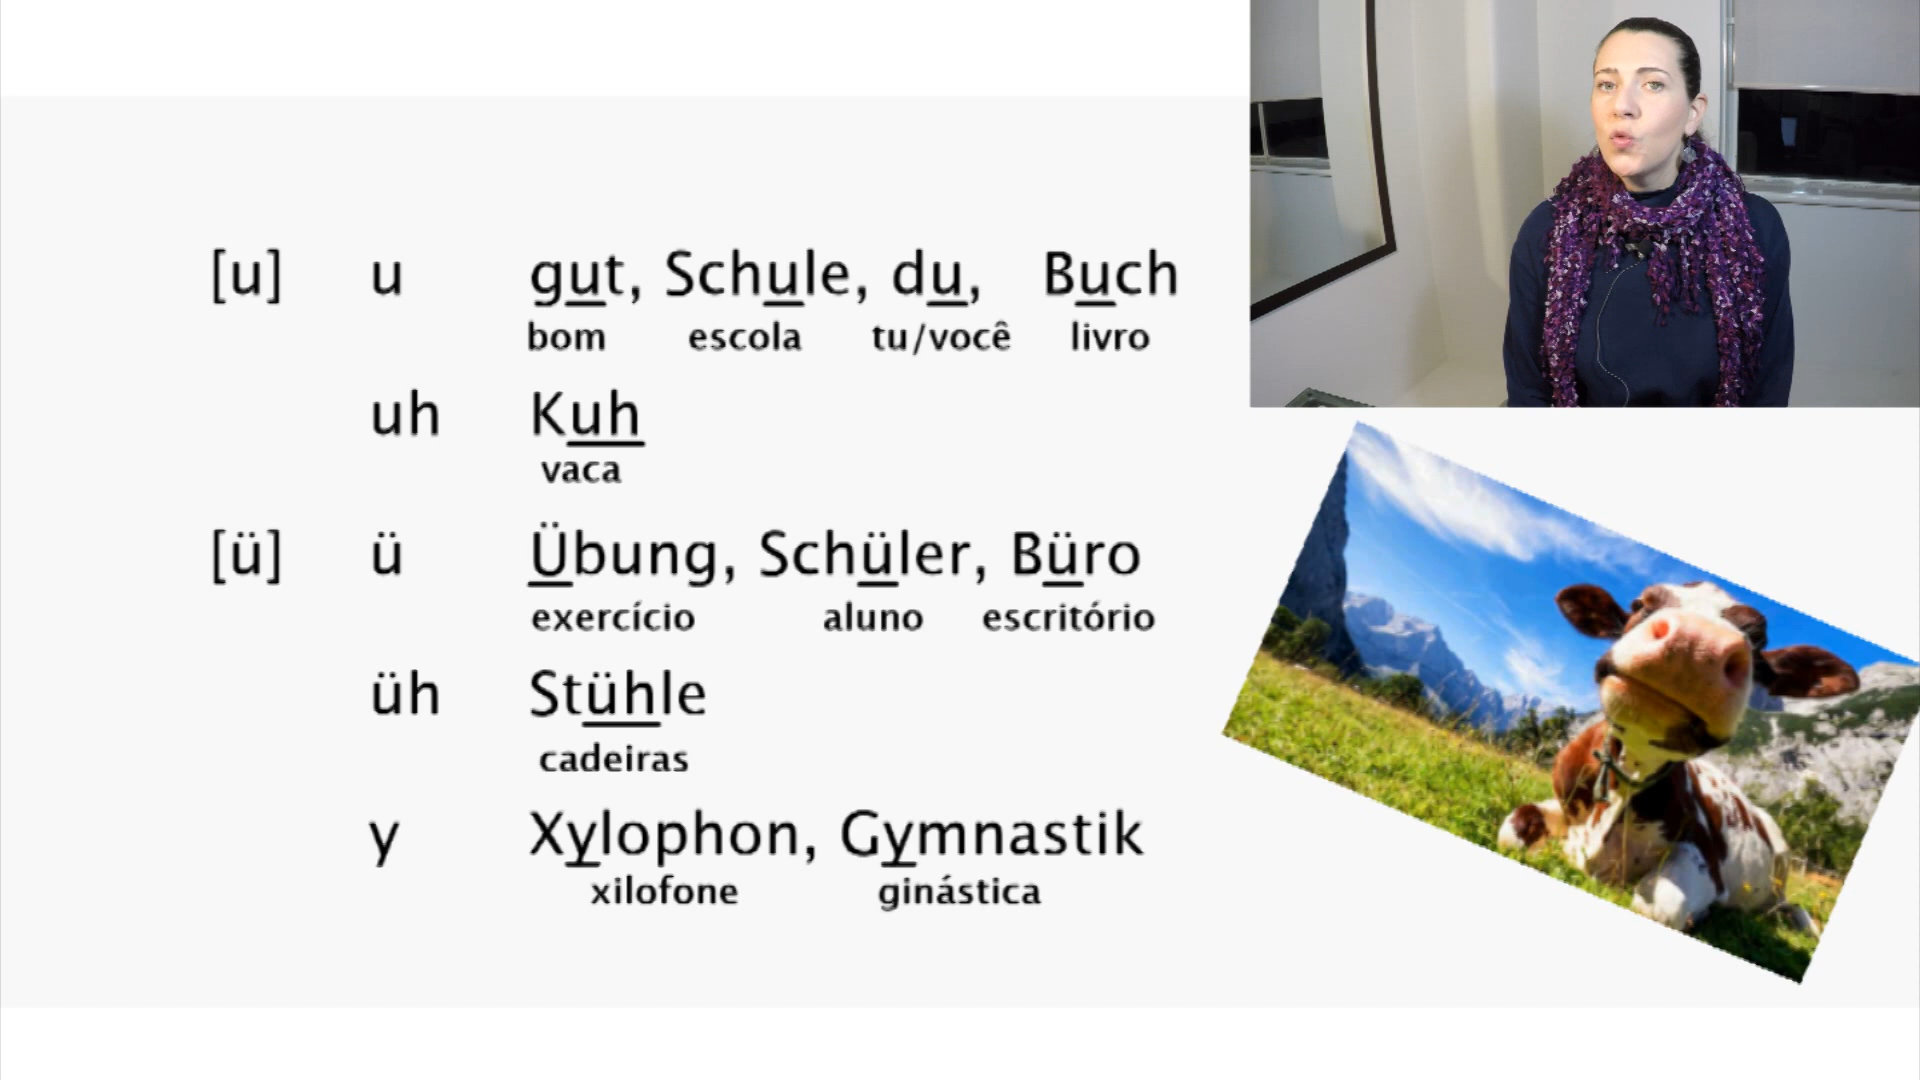 [u] u gut, Schule, du, Buch
bom escola tu/você livro
uh Kuh
vaca
[ü] ü Übung, Schüler, Büro
exercício aluno escritório
üh Stühle
cadeiras
y Xylophon, Gymnastik
xilofone ginástica